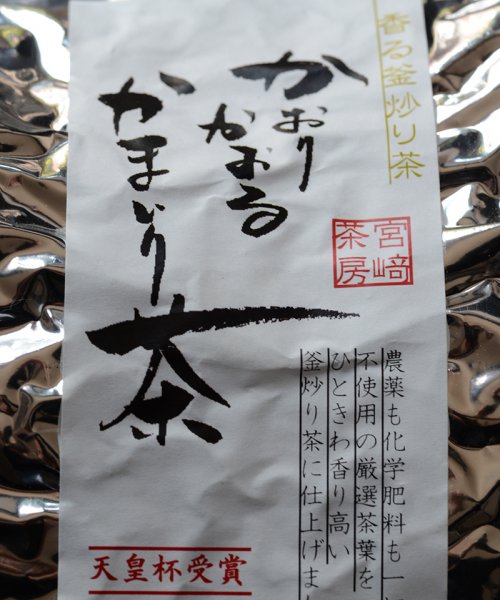 香る釜炒り茶
かおり
かおる
かまいり茶
宮﨑
茶房
農薬も化学肥料も一
不使用の厳選茶葉を
ひときわ香り高い
釜炒り茶に仕上げま
天皇杯受賞